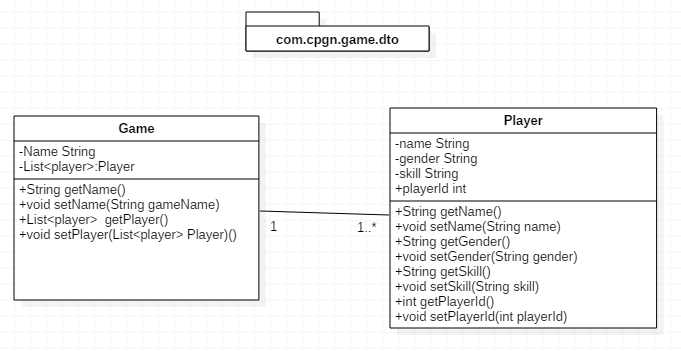 com.cpgn.game.dto
Game
-Name String
-List<player>:Player
+String getName()
+void setName(String gameName)
+List<player>  getPlayer()
+void setPlayer(List<player> Player)()
1
1..*
Player
-name String
-gender String
-skill String
+playerId int
+String getName()
+void setName(String name)
+String getGender()
+void setGender(String gender)
+String getSkill()
+void setSkill(String skill)
+int getPlayerId()
+void setPlayerId(int playerId)